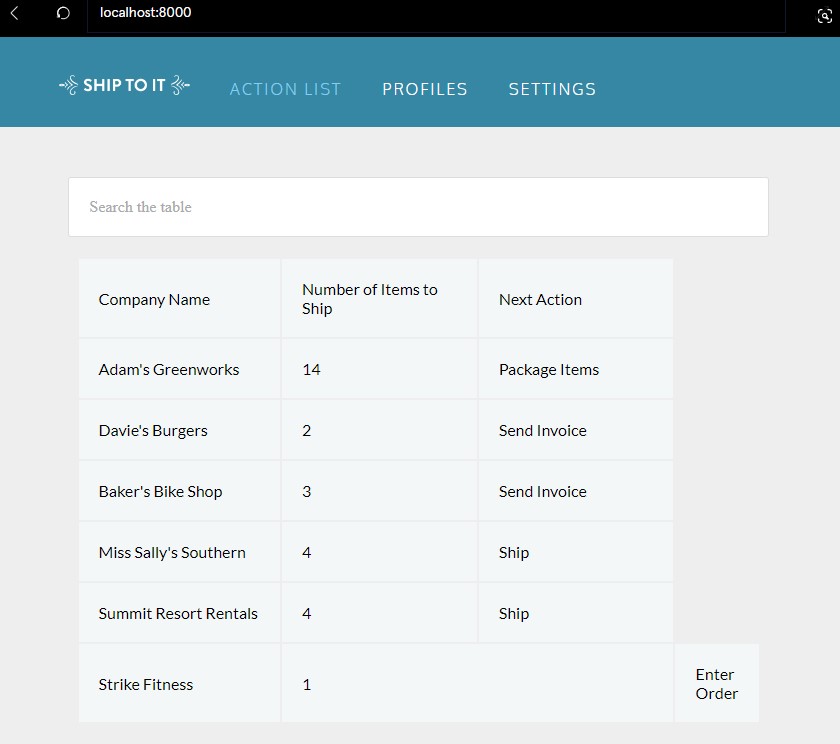 localhost:8000
SHIP TO IT ACTION LIST PROFILES SETTINGS
Search the table
Company Name Number of Items to Ship Next Action
Adam's Greenworks 14 Package Items
Davie's Burgers 2 Send Invoice
Baker's Bike Shop 3 Send Invoice
Miss Sally's Southern 4 Ship
Summit Resort Rentals 4 Ship
Strike Fitness 1 Enter Order